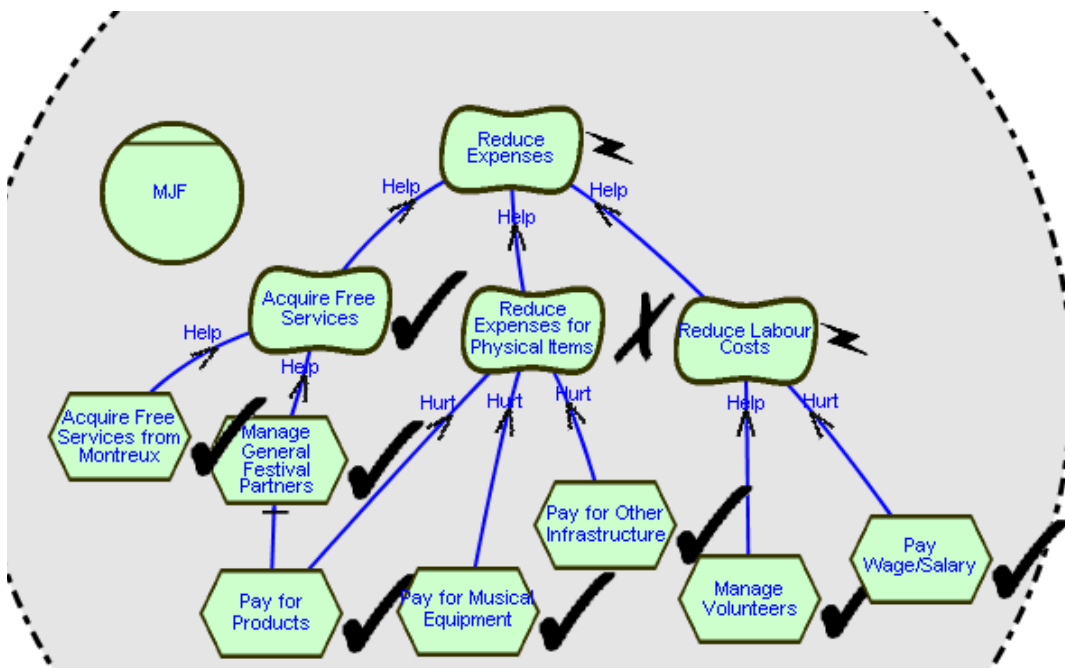 Reduce
Expenses
MJF
Help
Help
Help
Acquire Free
Services
Reduce
Expenses for
Physical Items
Reduce Labour
Costs
Help
Help
Hurt
Hurt
Hurt
Help
Hurt
Acquire Free
Services from
Montreux
Manage
General
Festival
Partners
Pay for Other
Infrastructure
Pay
Wage/Salary
Pay for
Products
Pay for Musical
Equipment
Manage
Volunteers